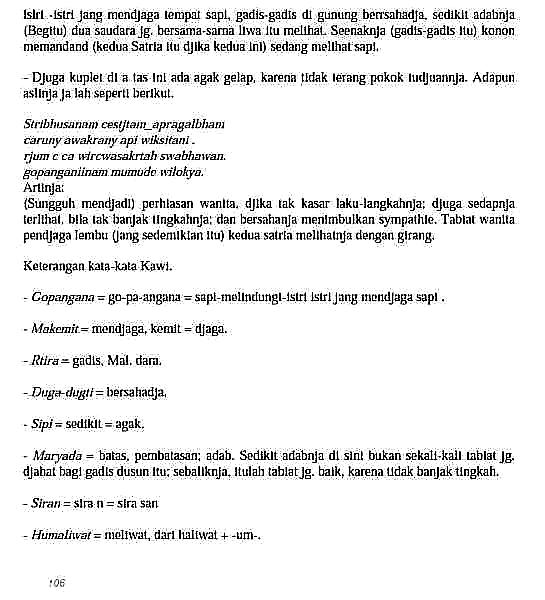 isiri -istri jang mendjaga tempat sapi, gadis-gadis di gunung berrsahadja, sedikit adabnja
(Begitu) dua saudara jg. bersama-sama liwa itu melihat. Seenaknja (gadis-gadis itu) konon
memandand (kedua Satria itu djika kedua ini) sedang melihat sapi.
- Djuga kuplet di a tas ini ada agak gelap, karena tidak terang pokok tudjuannja. Adapun
aslinja ja lah seperti berikut.
Stribhusanam cestjtam_apragalbham
caruny awakrany api wiksitani .
rjum c ca wircwasakrtah swabhawan.
gopanganiinam mumude wilokya.
Artinja:
(Sungguh mendjadi) perhiasan wanita, djika tak kasar laku-langkahnja; djuga sedapnja
terlihat, bila tak banjak tingkahnja; dan bersahanja menimbulkan sympathie. Tabiat wanita
pendjaga lembu (jang sedemikian itu) kedua satria melihatnja dengan girang.
Keterangan kata-kata Kawi.
- Gopangana = go-pa-angana = sapi-melindungi-istri istri jang mendjaga sapi .
- Makemit = mendjaga, kemit = djaga.
- Rtira = gadis, Mal. dara.
- Duga-dugti = bersahadja.
- Sipi = sedikit = agak.
- Maryada = batas, pembatasan; adab. Sedikit adabnja di sini bukan sekali-kali tabiat jg.
djahat bagi gadis dusun itu; sebaliknja, itulah tabiat jg. baik, karena tidak banjak tingkah.
- Siran = sira n = sira san
- Humaliwat = meliwat, dari haliwat + -um-.
106